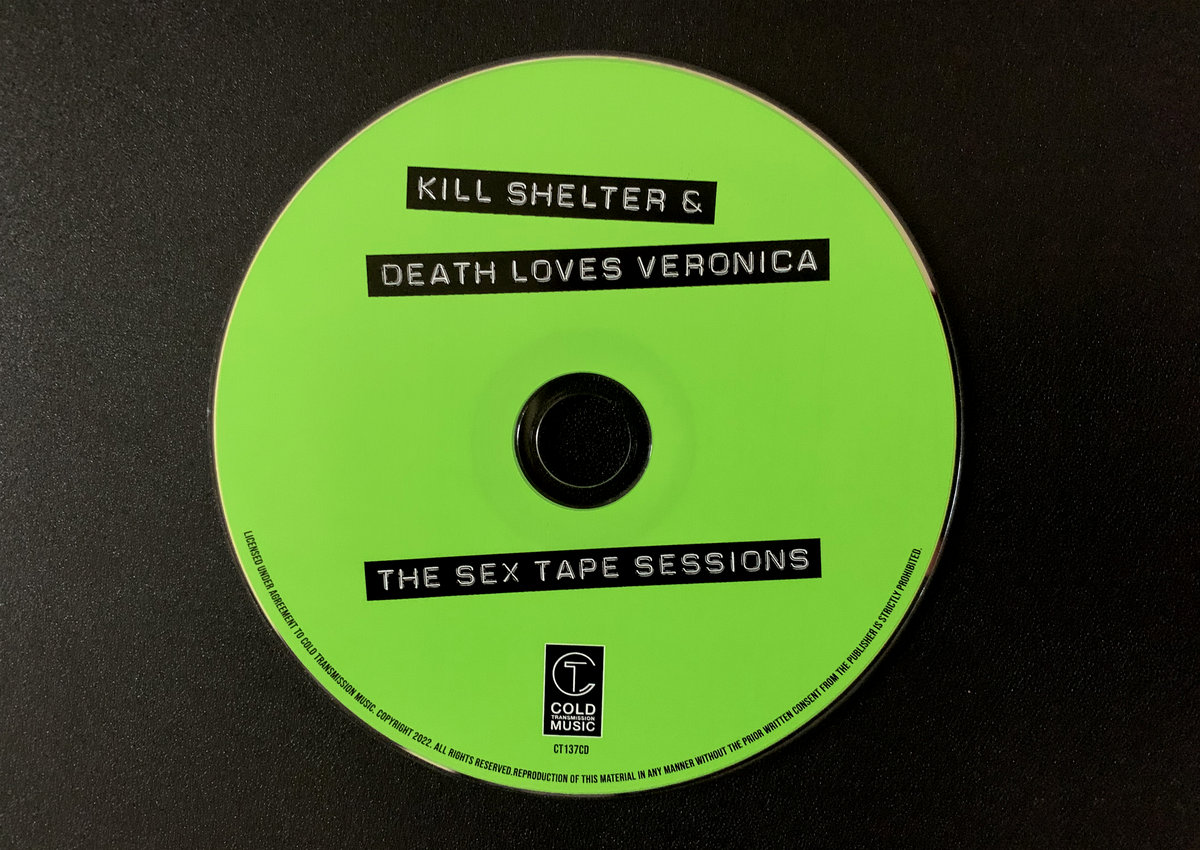 KILL SHELTER &
DEATH LOVES VERONICA
THE SEX TAPE SESSIONS
CT
COLD
TRANSMISSION
MUSIC
CT137CD
LICENSED UNDER AGREEMENT TO COLD TRANSMISSION MUSIC. COPYRIGHT 2022. ALL RIGHTS RESERVED.REPRODUCTION OF THIS MATERIAL IN ANY MANNER WITHOUT THE PRIOR WRITTEN CONSENT FROM THE PUBLISHER IS STRICTLY PROHIBITED.